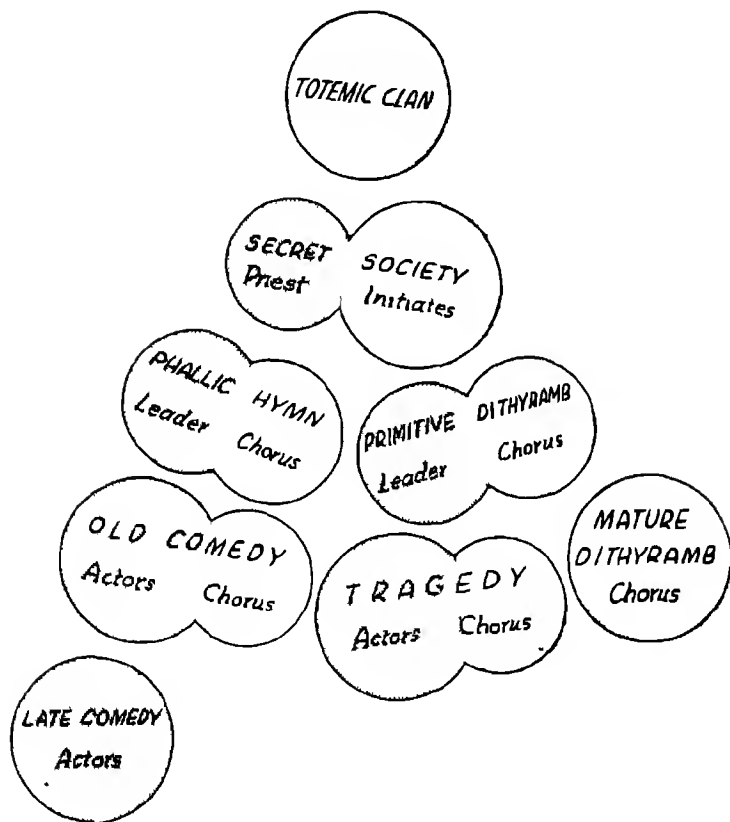 TOTEMIC CLAN
SECRET SOCIETY
Priest Initiates
PHALLIC HYMN
Leader Chorus
PRIMITIVE DITHYRAMB
Leader Chorus
OLD COMEDY
Actors Chorus
TRAGEDY
Actors Chorus
MATURE
DITHYRAMB
Chorus
LATE COMEDY
Actors